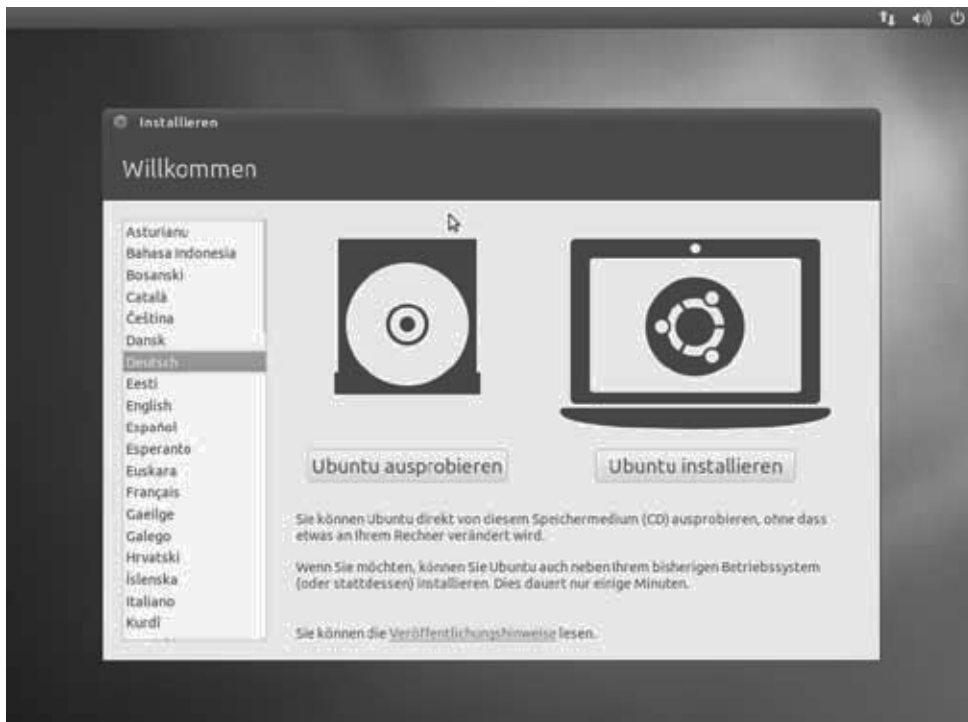 Installieren
Willkommen
Asturianu
Bahasa Indonesia
Bosanski
Català
Čeština
Dansk
Deutsch
Eesti
English
Español
Esperanto
Euskara
Français
Gaeilge
Galego
Hrvatski
Íslenska
Italiano
Kurdî
Ubuntu ausprobieren
Ubuntu installieren
Sie können Ubuntu direkt von diesem Speichermedium (CD) ausprobieren, ohne dass
etwas an Ihrem Rechner verändert wird.
Wenn Sie möchten, können Sie Ubuntu auch neben Ihrem bisherigen Betriebssystem
(oder stattdessen) installieren. Dies dauert nur einige Minuten.
Sie können die Veröffentlichungshinweise lesen.